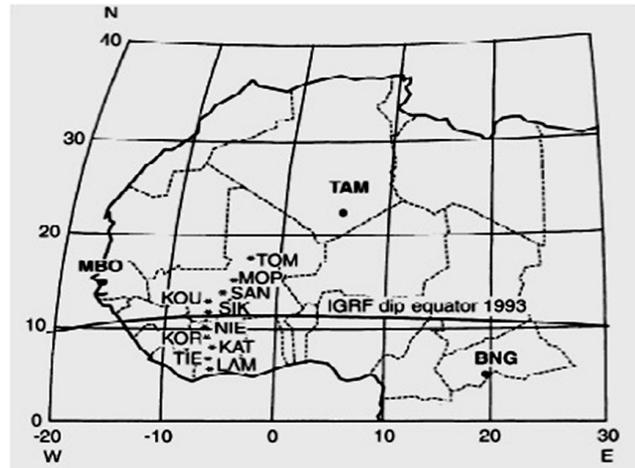 N
40
30
TAM
20
MBO
TOM
MOP
KOU SAN
SIK
IGRF dip equator 1993
10
NIE
KOR
KAT
TIE
LAM
BNG
0
-20 -10 0 10 20 30
W E